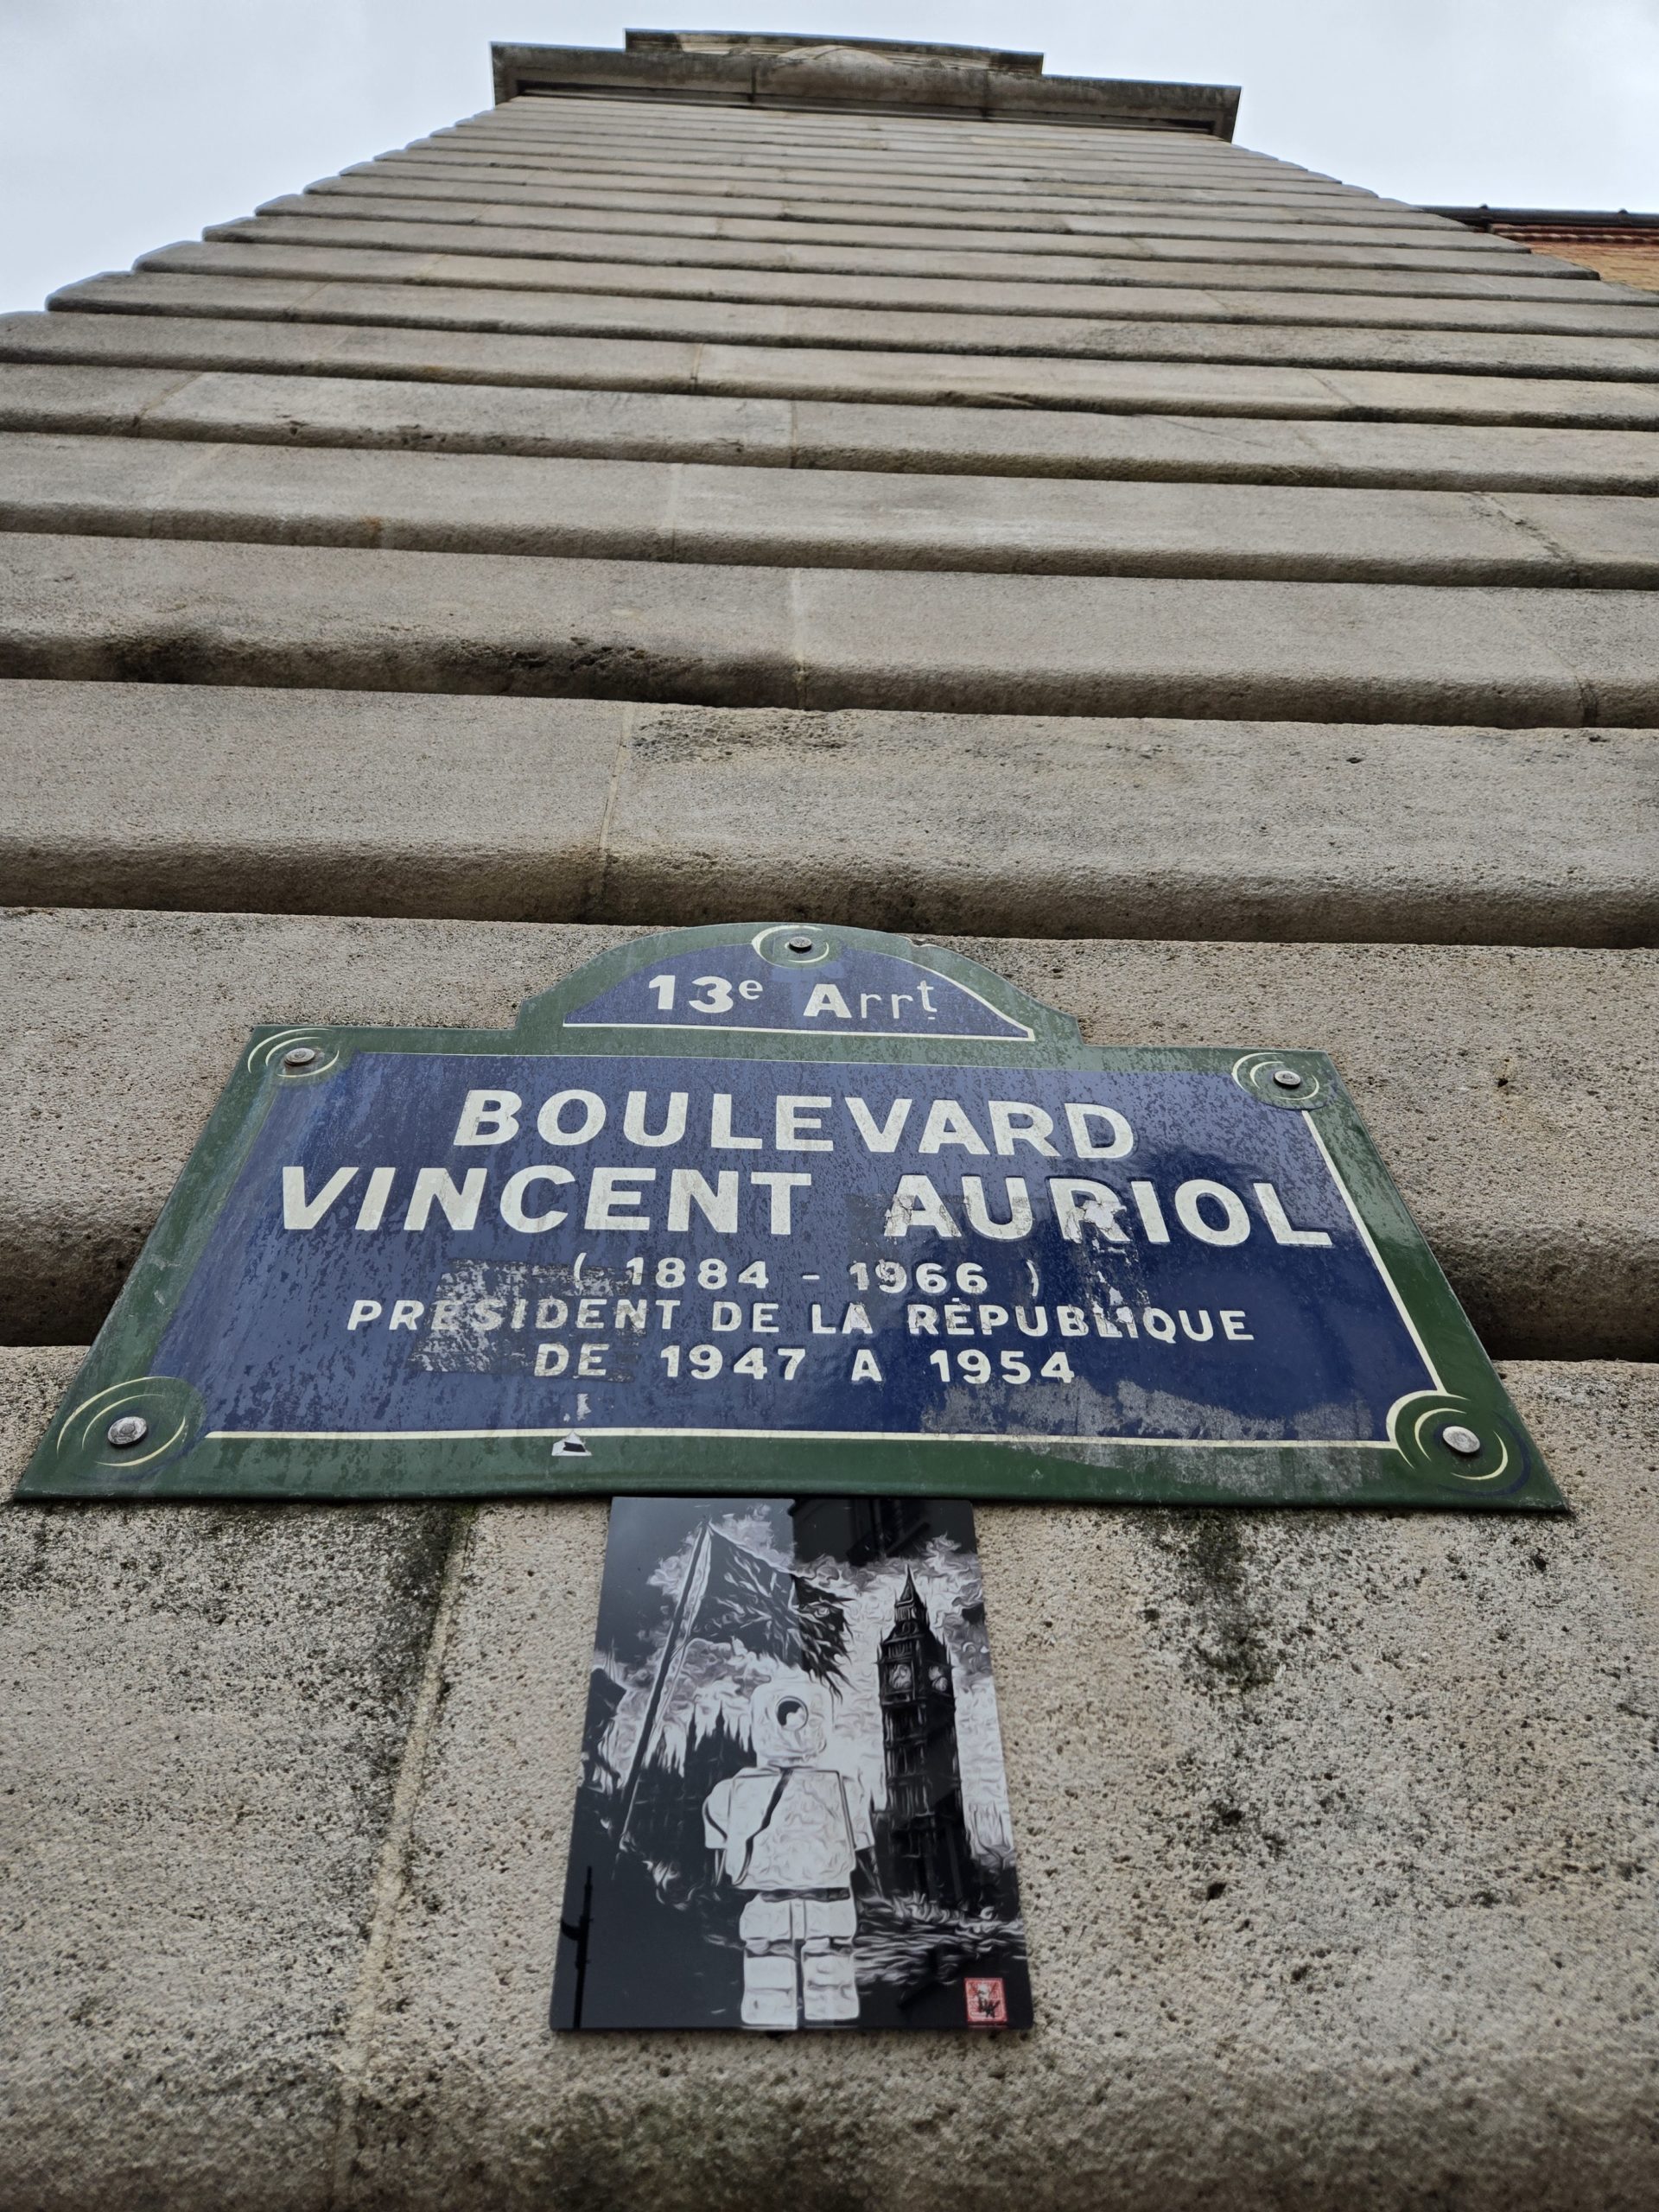 13e Arrt
BOULEVARD
VINCENT AURIOL
( 1884 - 1966 )
PRESIDENT DE LA RÉPUBLIQUE
DE 1947 A 1954